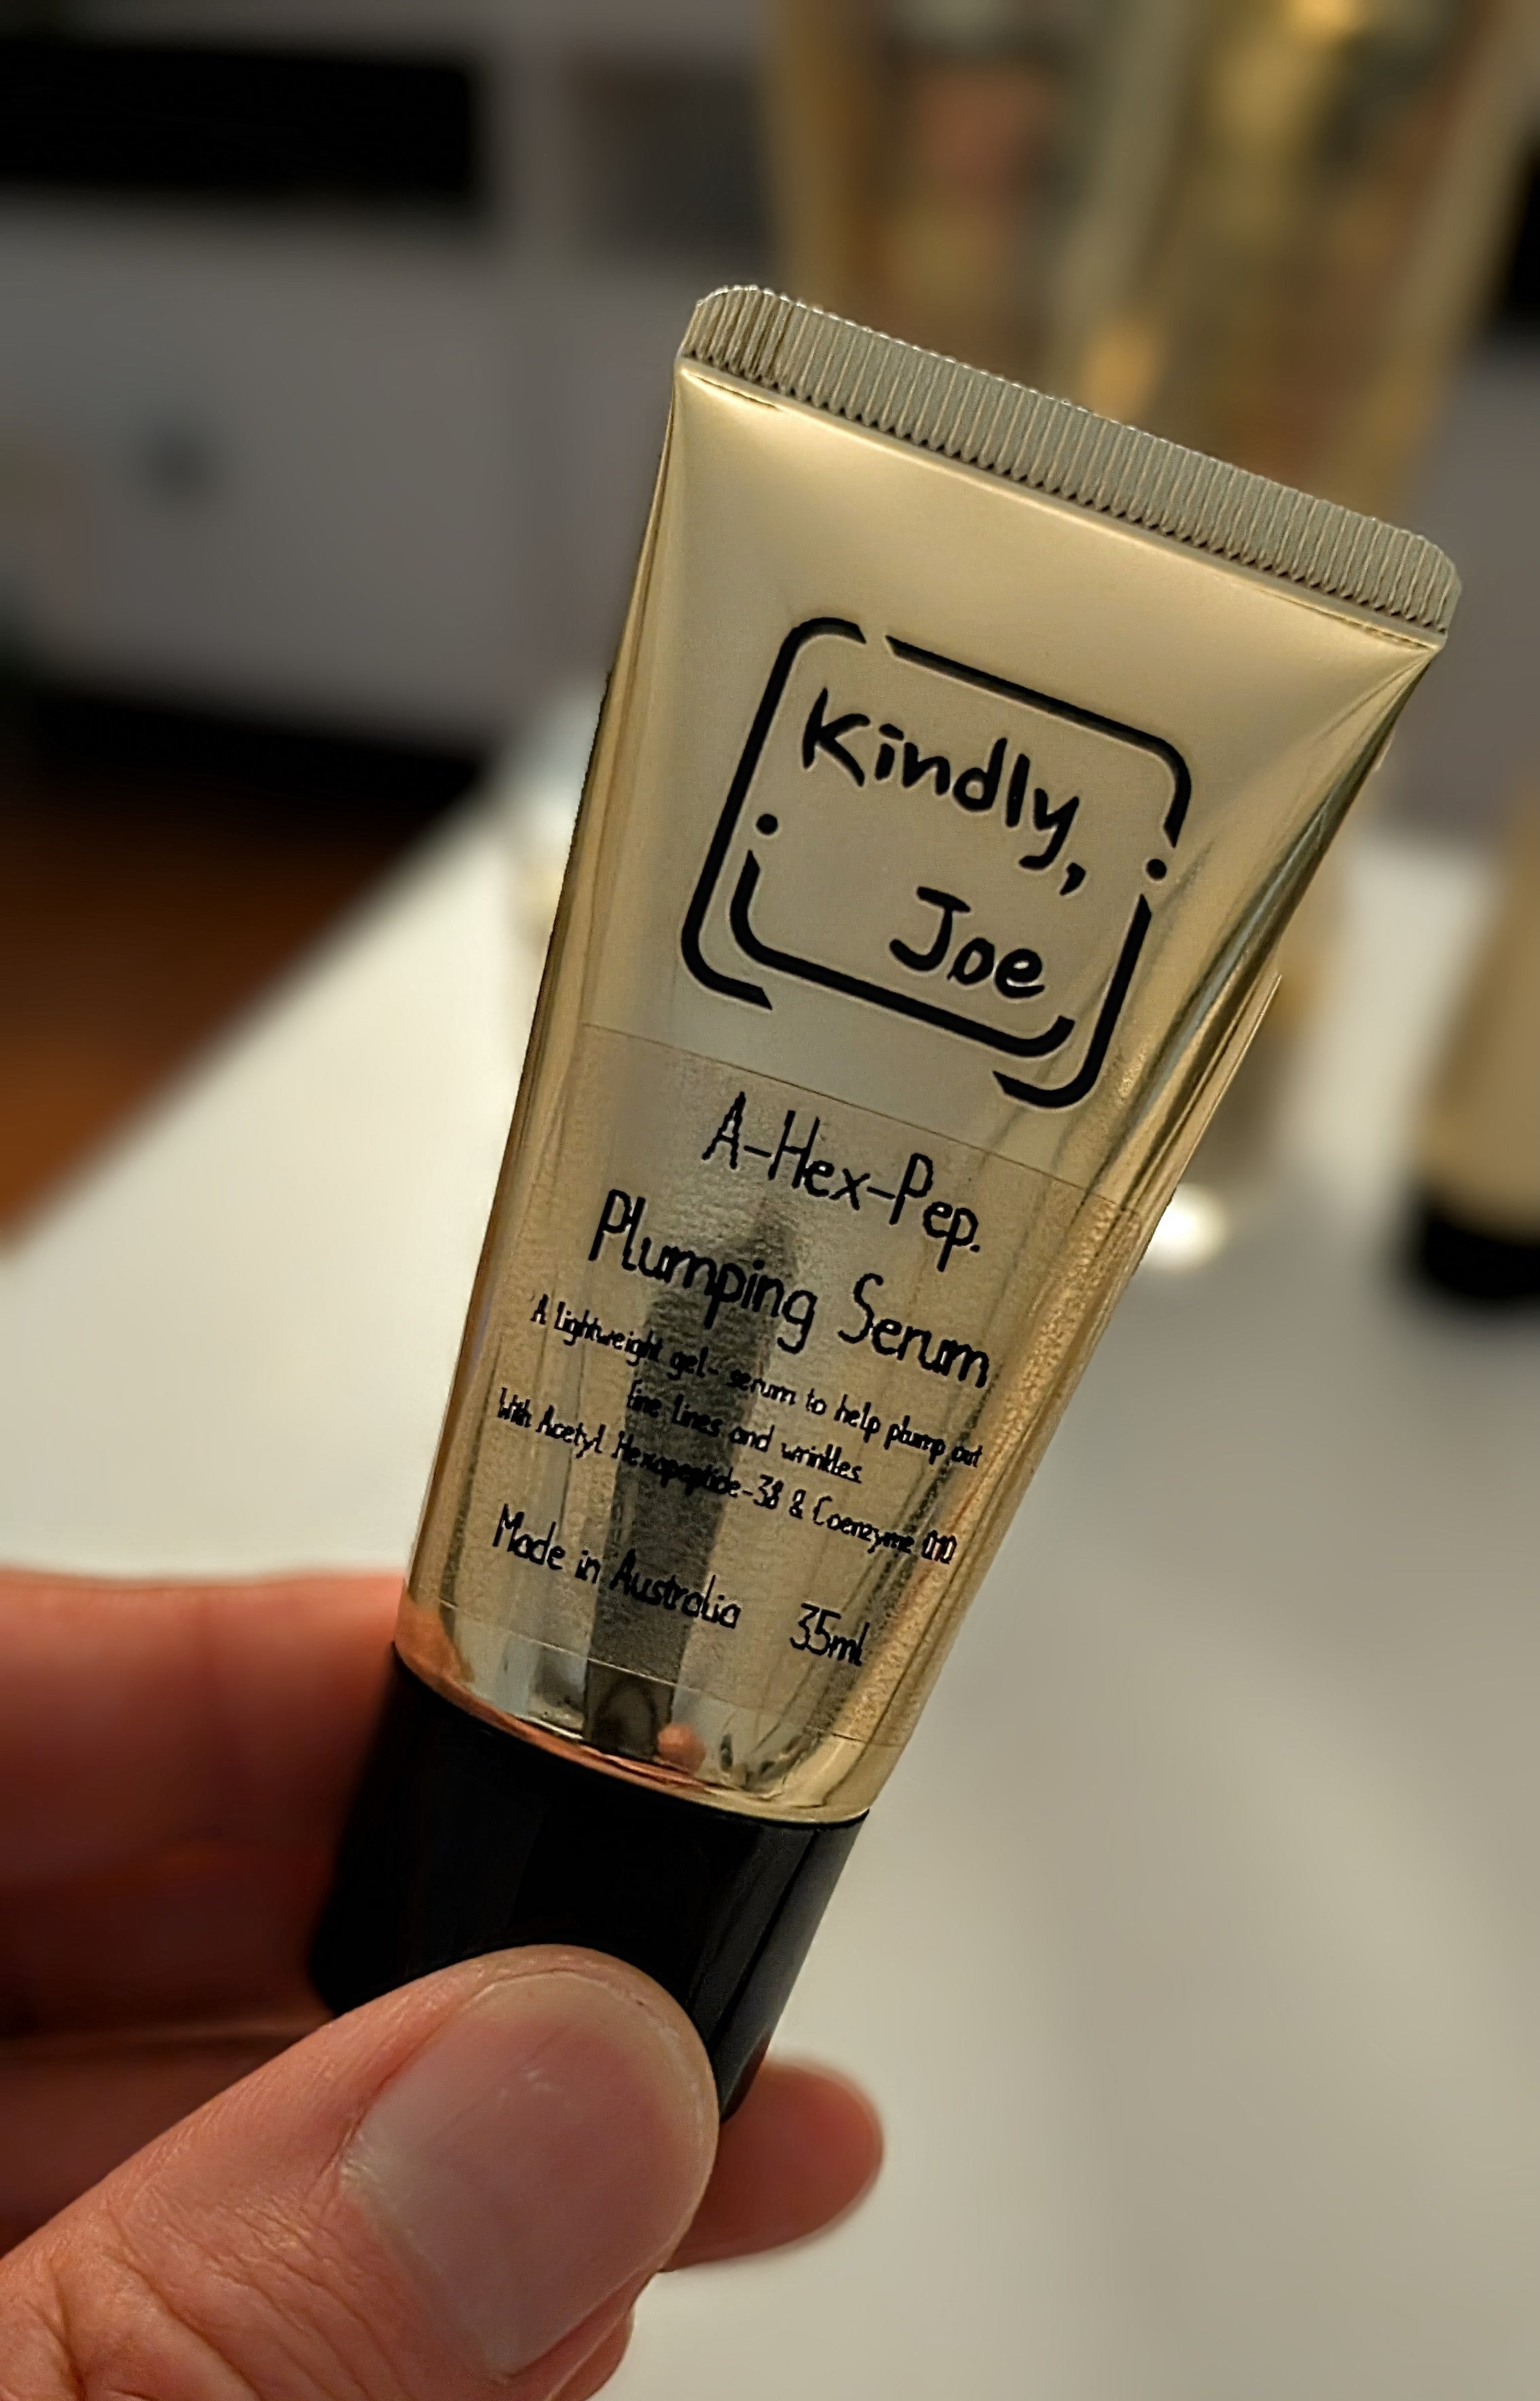 Kindly,
Joe
A-Hex-Pep.
Plumping Serum
A Lightweight gel-serum to help plump out
fine lines and wrinkles.
With Acetyl Hexapeptide-38 & Coenzyme Q10
Made in Australia 35ml